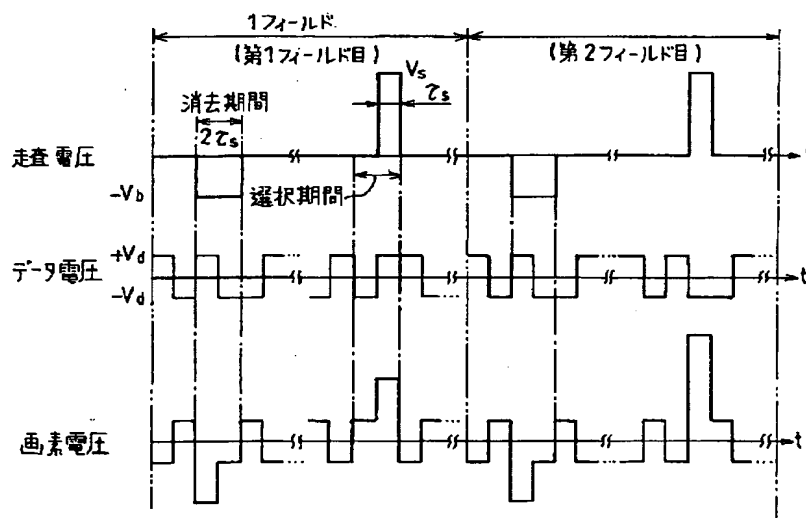 1フィールド
(第1フィールド目)
(第2フィールド目)
Vs
τs
消去期間
2τs
走査電圧
-Vb
選択期間
+Vd
データ電圧
-Vd
t
画素電圧
t